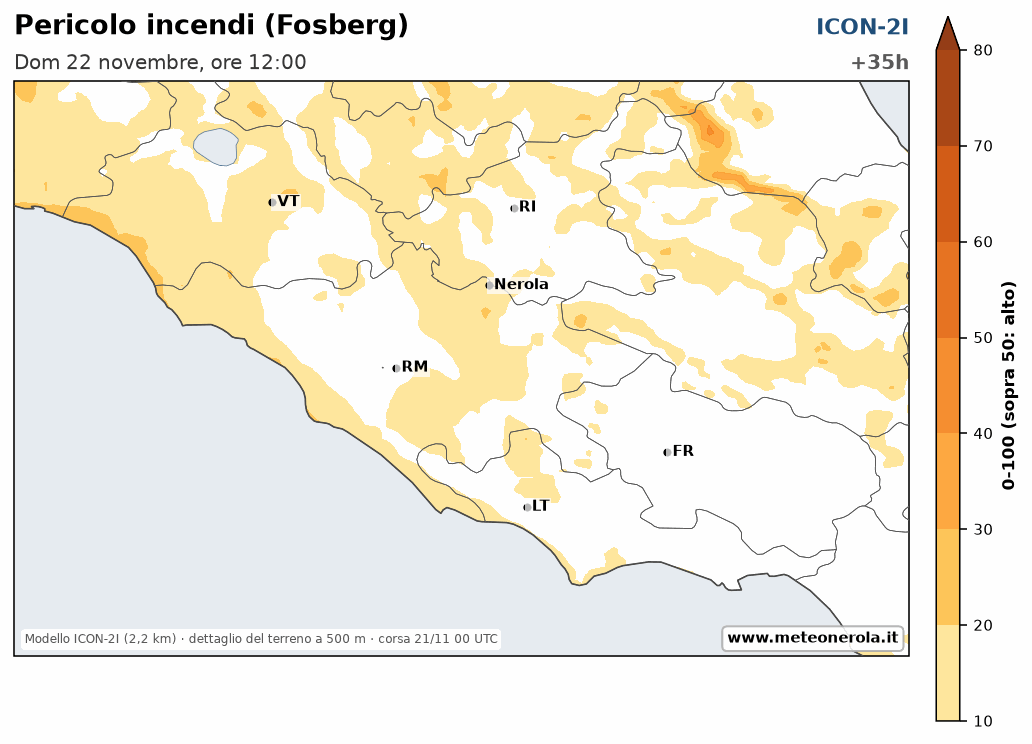 Pericolo incendi (Fosberg)
ICON-2I
Dom 22 novembre, ore 12:00
+35h
VT
RI
Nerola
RM
FR
LT
Modello ICON-2I (2,2 km) · dettaglio del terreno a 500 m · corsa 21/11 00 UTC
www.meteonerola.it
80
70
60
50
40
30
20
10
0-100 (sopra 50: alto)